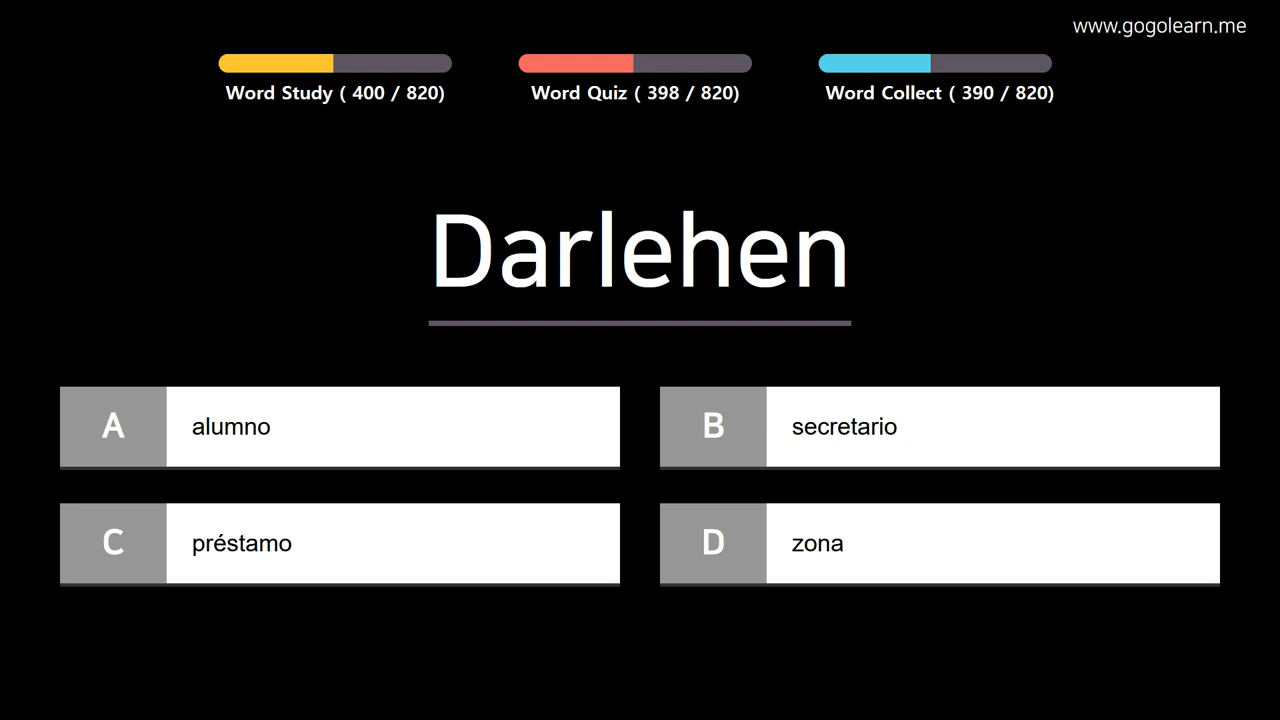 www.gogolearn.me
Word Study ( 400 / 820)
Word Quiz ( 398 / 820)
Word Collect ( 390 / 820)
Darlehen
A alumno
B secretario
C préstamo
D zona